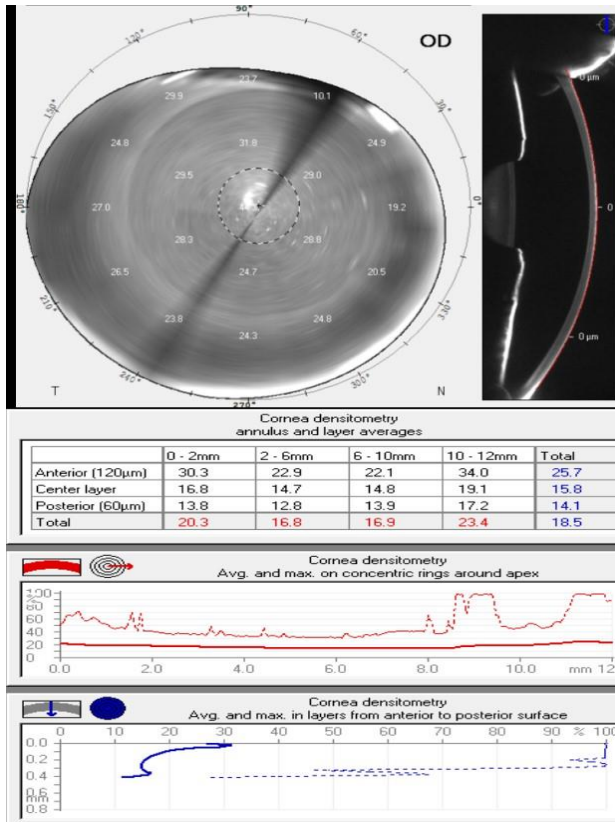 90°
120°
60°
OD
150°
30°
180°
0°
210°
330°
240°
300°
270°
T
N
23.7
29.9
10.1
24.8
31.8
24.9
29.5
29.0
27.0
19.2
28.3
28.8
26.5
24.7
20.5
23.8
24.8
24.3
0 µm
0
0 µm
Cornea densitometry
annulus and layer averages
0 - 2mm 2 - 6mm 6 - 10mm 10 - 12mm Total
Anterior (120µm) 30.3 22.9 22.1 34.0 25.7
Center layer 16.8 14.7 14.8 19.1 15.8
Posterior (60µm) 13.8 12.8 13.9 17.2 14.1
Total 20.3 16.8 16.9 23.4 18.5
Cornea densitometry
Avg. and max. on concentric rings around apex
100
80
60
40
20
0
0.0 2.0 4.0 6.0 8.0 10.0 mm 12
Cornea densitometry
Avg. and max. in layers from anterior to posterior surface
0 10 20 30 40 50 60 70 80 90 % 100
0.0
0.2
0.4
0.6
mm
0.8